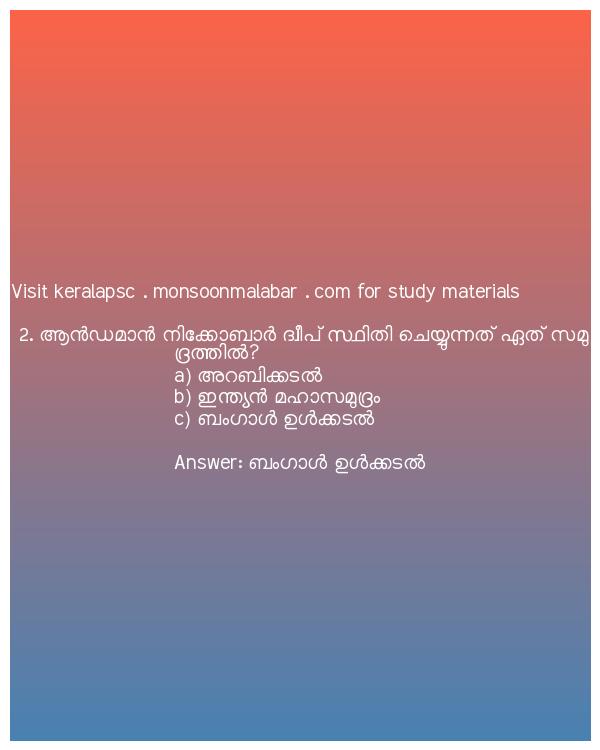 Visit keralapsc . monsoonmalabar . com for study materials
2. ആൻഡമാൻ നിക്കോബാർ ദ്വീപ് സ്ഥിതി ചെയ്യുന്നത് ഏത് സമു
ദ്രത്തിൽ?
a) അറബിക്കടൽ
b) ഇന്ത്യൻ മഹാസമുദ്രം
c) ബംഗാൾ ഉൾക്കടൽ
Answer: ബംഗാൾ ഉൾക്കടൽ